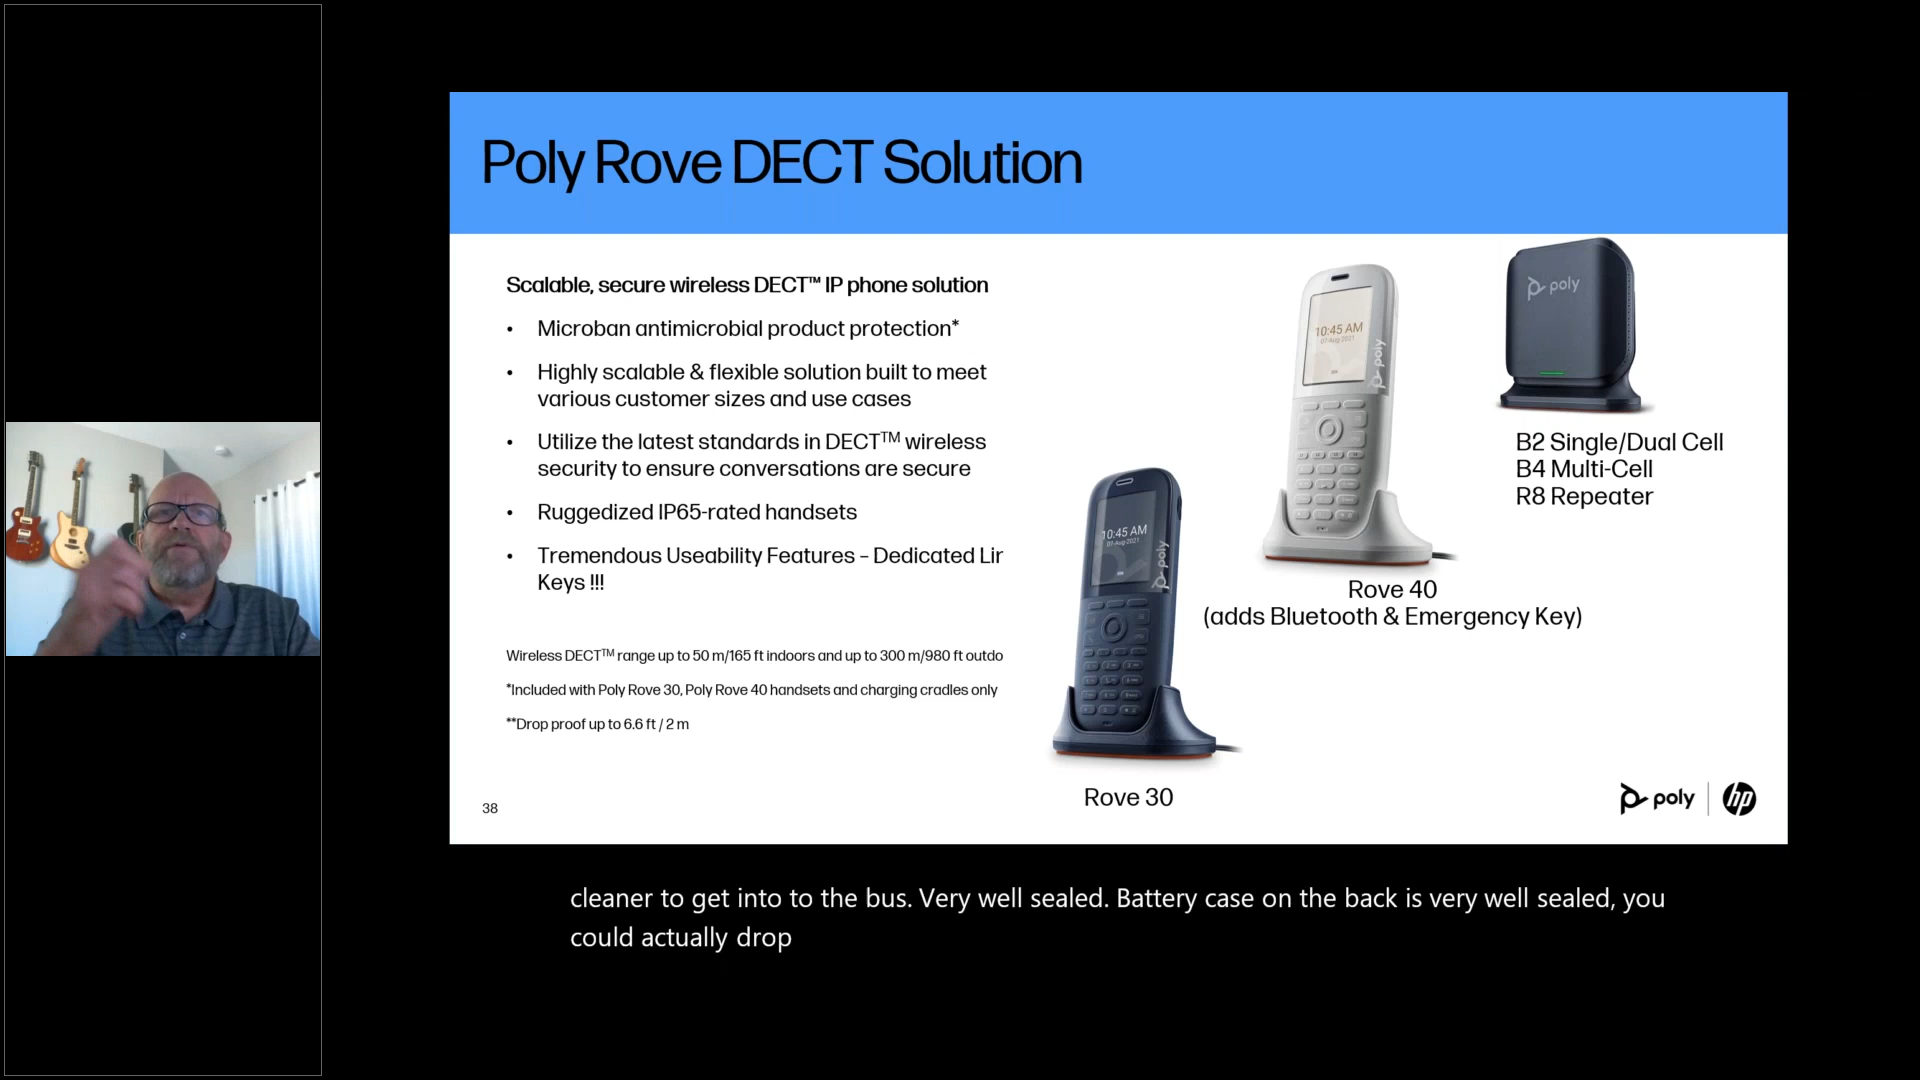 Poly Rove DECT Solution
Scalable, secure wireless DECT™ IP phone solution
• Microban antimicrobial product protection*
• Highly scalable & flexible solution built to meet
various customer sizes and use cases
• Utilize the latest standards in DECT™ wireless
security to ensure conversations are secure
• Ruggedized IP65-rated handsets
• Tremendous Useability Features – Dedicated Lir
Keys !!!
Wireless DECT™ range up to 50 m/165 ft indoors and up to 300 m/980 ft outdo
*Included with Poly Rove 30, Poly Rove 40 handsets and charging cradles only
**Drop proof up to 6.6 ft / 2 m
38
10:45 AM
07-Aug-2021
poly
Rove 30
10:45 AM
07-Aug-2021
poly
Rove 40
(adds Bluetooth & Emergency Key)
poly
B2 Single/Dual Cell
B4 Multi-Cell
R8 Repeater
poly
hp
cleaner to get into to the bus. Very well sealed. Battery case on the back is very well sealed, you
could actually drop